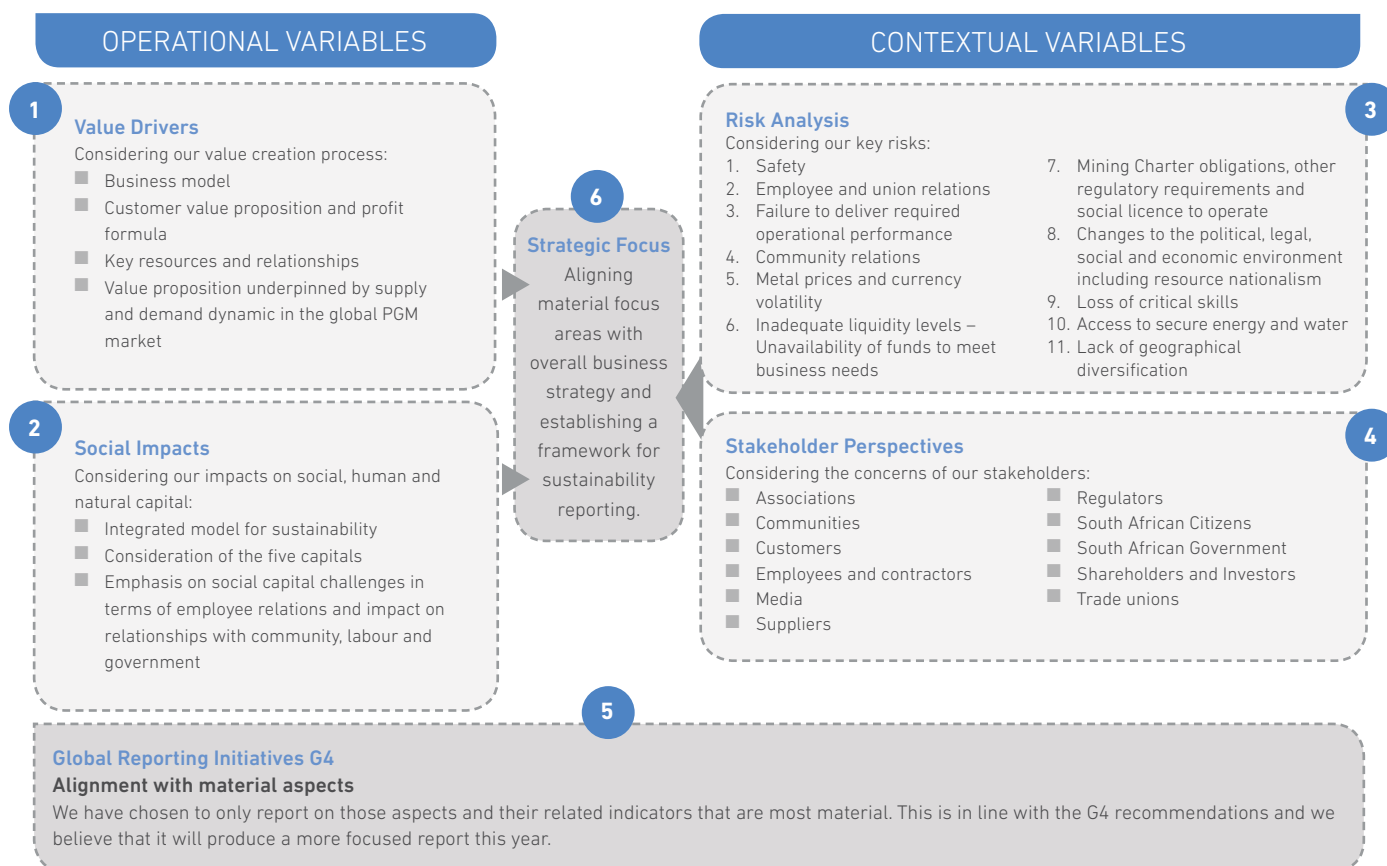 OPERATIONAL VARIABLES
1
Value Drivers
Considering our value creation process:
Business model
Customer value proposition and profit
formula
Key resources and relationships
Value proposition underpinned by supply
and demand dynamic in the global PGM
market
2
Social Impacts
Considering our impacts on social, human and
natural capital:
Integrated model for sustainability
Consideration of the five capitals
Emphasis on social capital challenges in
terms of employee relations and impact on
relationships with community, labour and
government
6
Strategic Focus
Aligning
material focus
areas with
overall business
strategy and
establishing a
framework for
sustainability
reporting.
CONTEXTUAL VARIABLES
3
Risk Analysis
Considering our key risks:
1. Safety
2. Employee and union relations
3. Failure to deliver required
operational performance
4. Community relations
5. Metal prices and currency
volatility
6. Inadequate liquidity levels –
Unavailability of funds to meet
business needs
7. Mining Charter obligations, other
regulatory requirements and
social licence to operate
8. Changes to the political, legal,
social and economic environment
including resource nationalism
9. Loss of critical skills
10. Access to secure energy and water
11. Lack of geographical
diversification
4
Stakeholder Perspectives
Considering the concerns of our stakeholders:
Associations
Communities
Customers
Employees and contractors
Media
Suppliers
Regulators
South African Citizens
South African Government
Shareholders and Investors
Trade unions
5
Global Reporting Initiatives G4
Alignment with material aspects
We have chosen to only report on those aspects and their related indicators that are most material. This is in line with the G4 recommendations and we
believe that it will produce a more focused report this year.